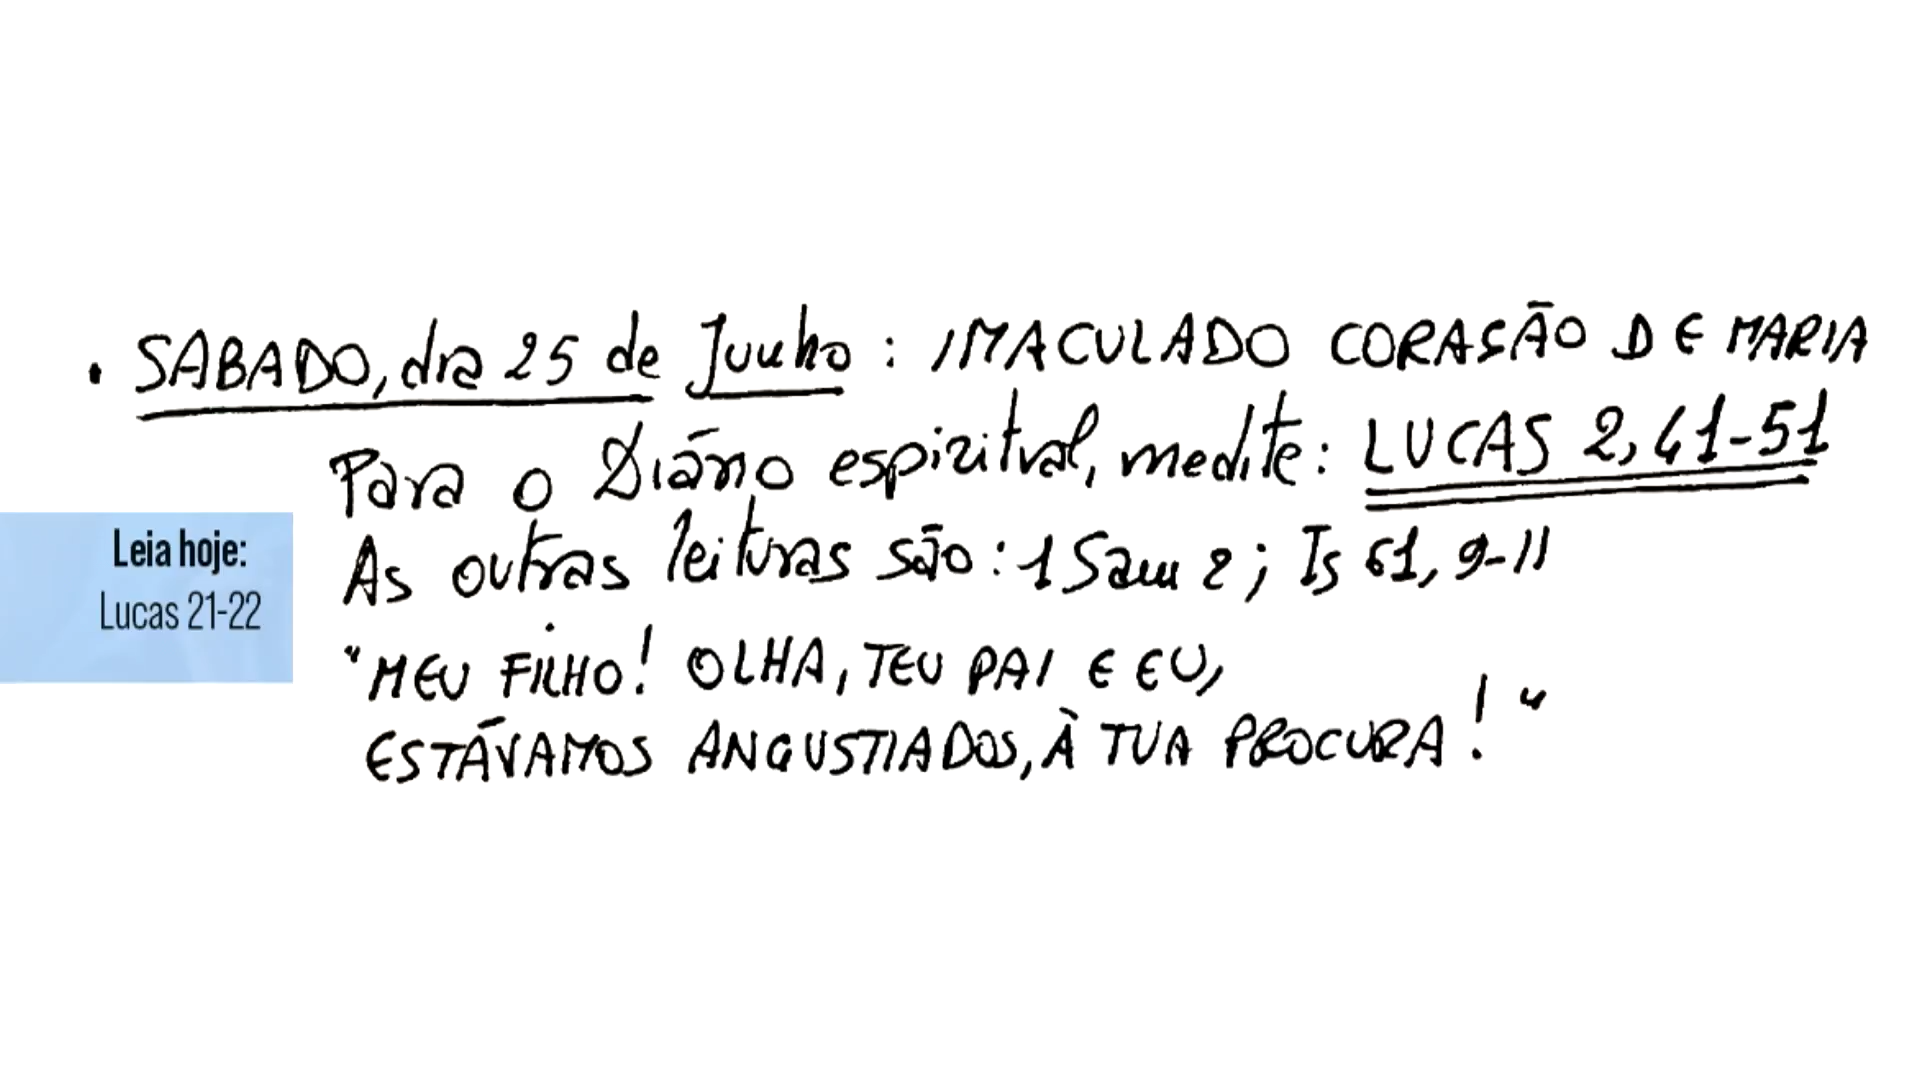 • SABADO, dia 25 de Junho : IMACULADO CORAÇÃO DE MARIA
Para o Diário espiritual, medite: LUCAS 2, 41-51
As outras leituras são: 1 Sam 2; Is 61, 9-11
"MEU FILHO! OLHA, TEU PAI E EU,
ESTÁVAMOS ANGUSTIADOS, À TUA PROCURA!"
Leia hoje:
Lucas 21-22